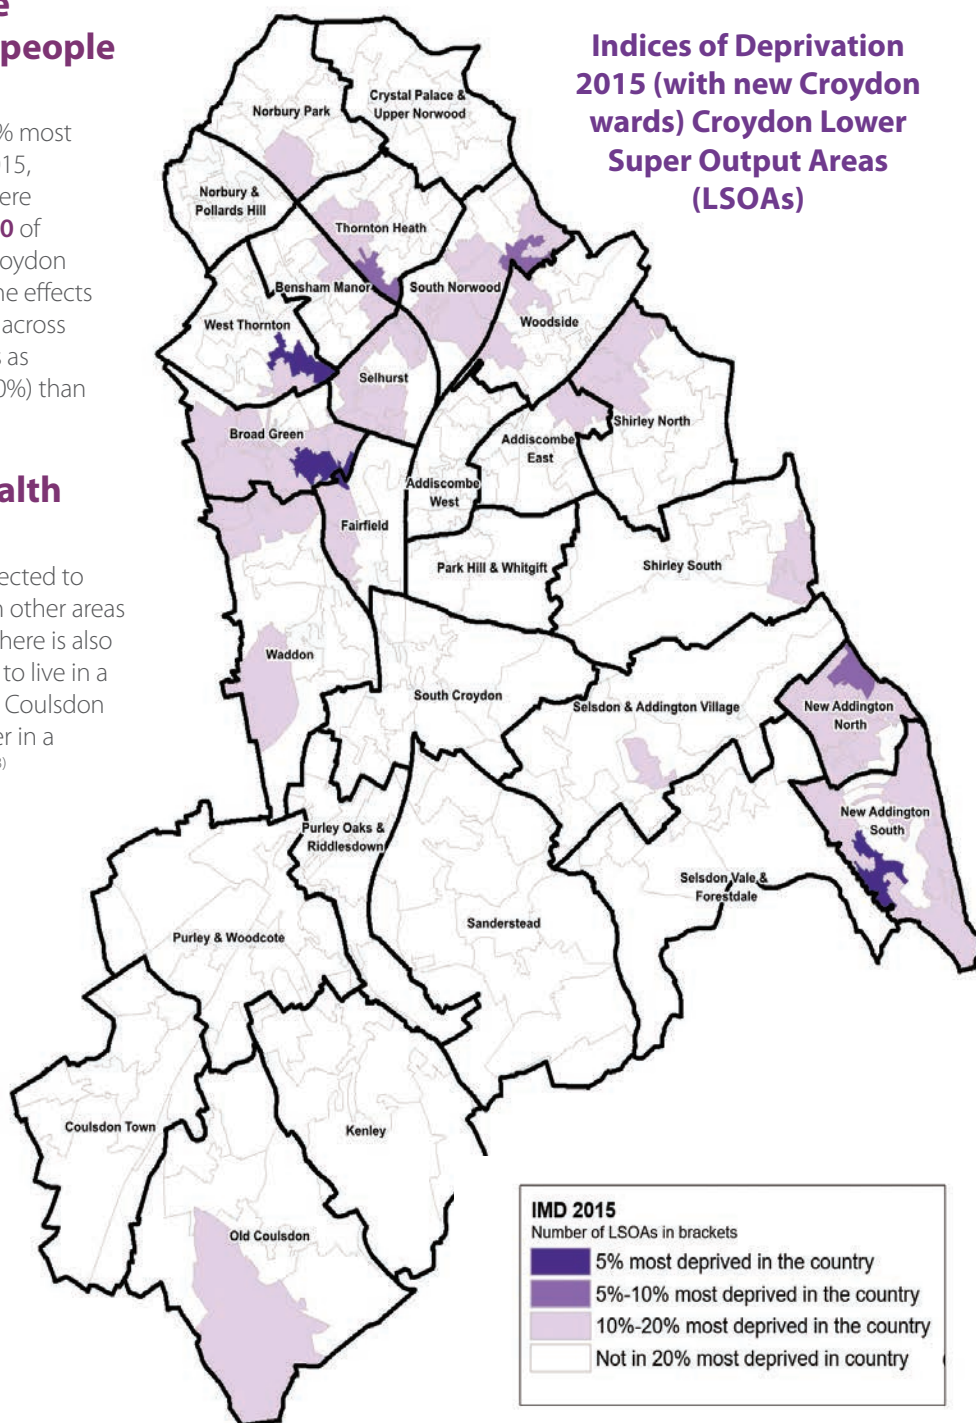 e
people
% most
015,
ere
0 of
roydon
ne effects
across
s as
0%) than
alth
ected to
n other areas
here is also
to live in a
Coulsdon
er in a
3)
Indices of Deprivation
2015 (with new Croydon
wards) Croydon Lower
Super Output Areas
(LSOAs)
Norbury Park
Crystal Palace &
Upper Norwood
Norbury &
Pollards Hill
Thornton Heath
Bensham Manor
South Norwood
West Thornton
Woodside
Selhurst
Broad Green
Shirley North
Addiscombe
East
Addiscombe
West
Fairfield
Park Hill & Whitgift
Shirley South
Waddon
South Croydon
Selsdon & Addington Village
New Addington
North
New Addington
South
Purley Oaks &
Riddlesdown
Selsdon Vale &
Forestdale
Sanderstead
Purley & Woodcote
Coulsdon Town
Kenley
Old Coulsdon
IMD 2015
Number of LSOAs in brackets
5% most deprived in the country
5%-10% most deprived in the country
10%-20% most deprived in the country
Not in 20% most deprived in country